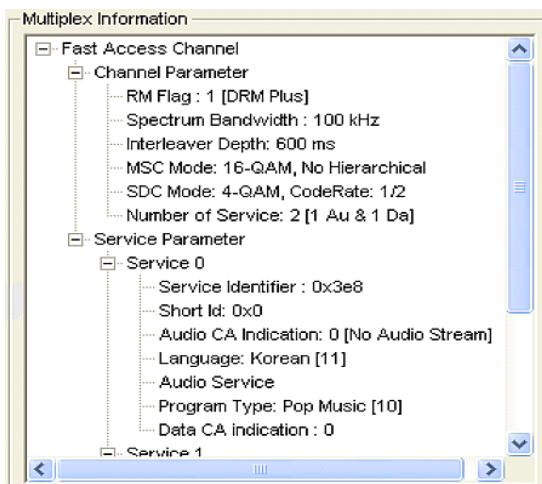 Multiplex Information
Fast Access Channel
Channel Parameter
RM Flag : 1 [DRM Plus]
Spectrum Bandwidth : 100 kHz
Interleaver Depth: 600 ms
MSC Mode: 16-QAM, No Hierarchical
SDC Mode: 4-QAM, CodeRate: 1/2
Number of Service: 2 [1 Au & 1 Da]
Service Parameter
Service 0
Service Identifier : 0x3e8
Short Id: 0x0
Audio CA Indication: 0 [No Audio Stream]
Language: Korean [11]
Audio Service
Program Type: Pop Music [10]
Data CA indication : 0
Service 1